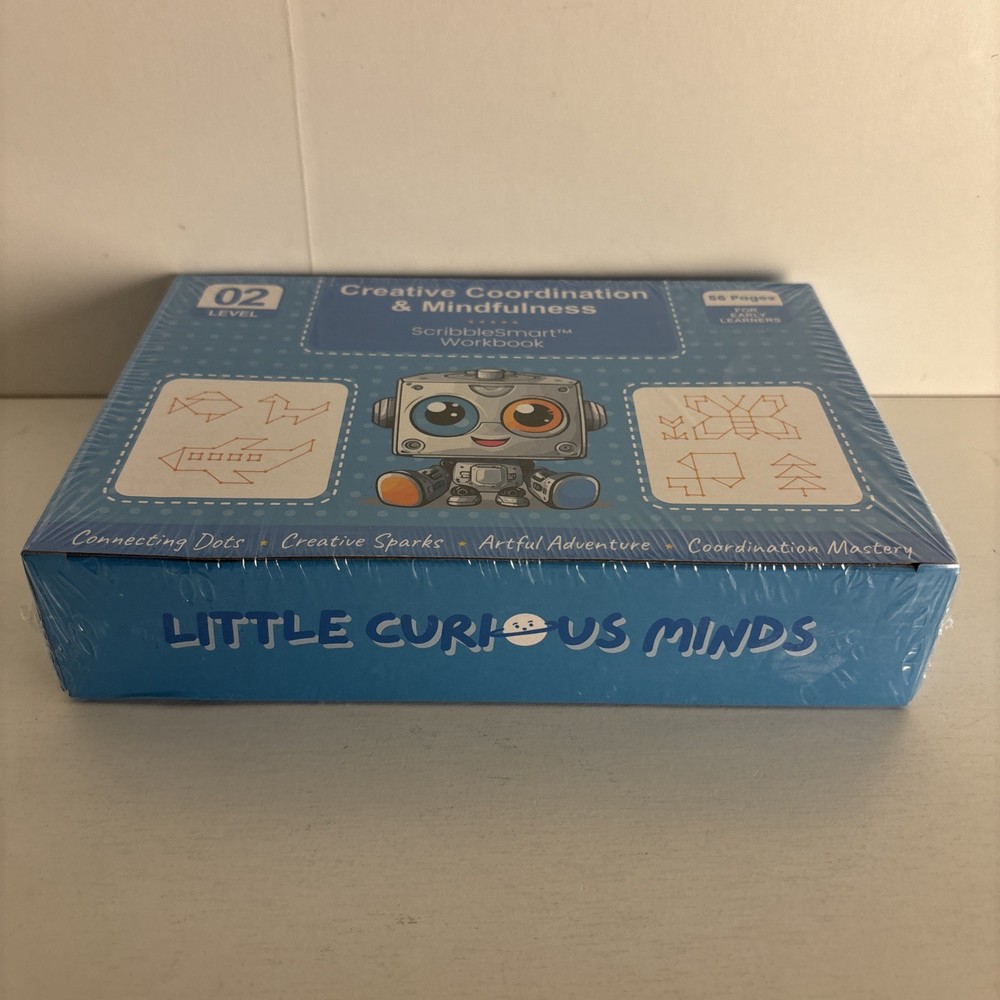 02
LEVEL
Creative Coordination
& Mindfulness
ScribbleSmart™
Workbook
66 Pages
FOR
EARLY
LEARNERS
Connecting Dots • Creative Sparks • Artful Adventure • Coordination Mastery
LITTLE CURIOUS MINDS